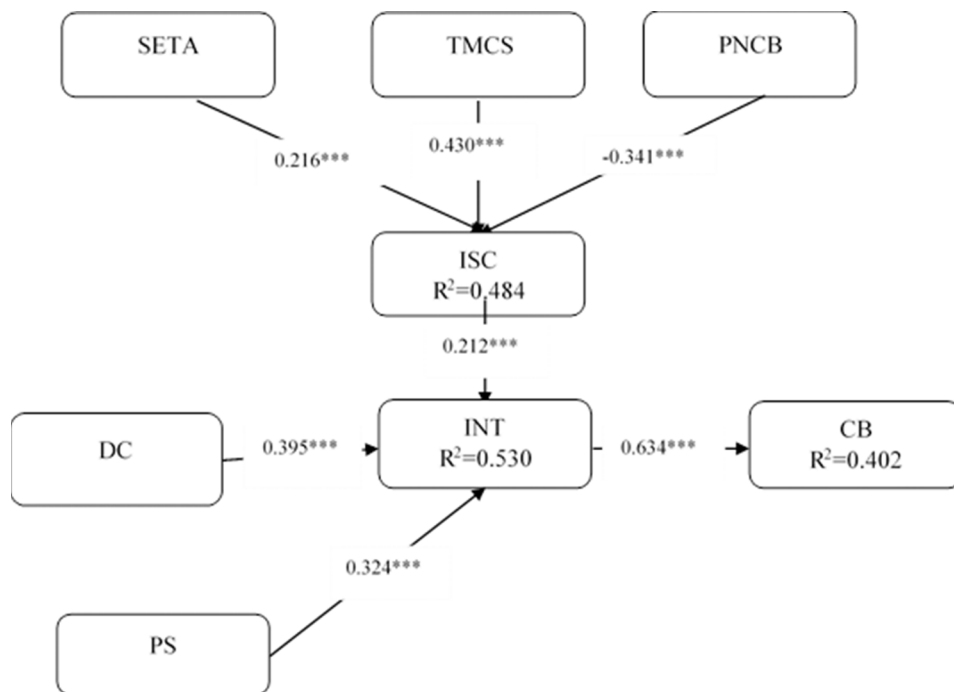 SETA
TMCS
PNCB
0.216***
0.430***
-0.341***
ISC
R²=0.484
0.212***
DC
0.395***
INT
R²=0.530
0.634***
CB
R²=0.402
0.324***
PS